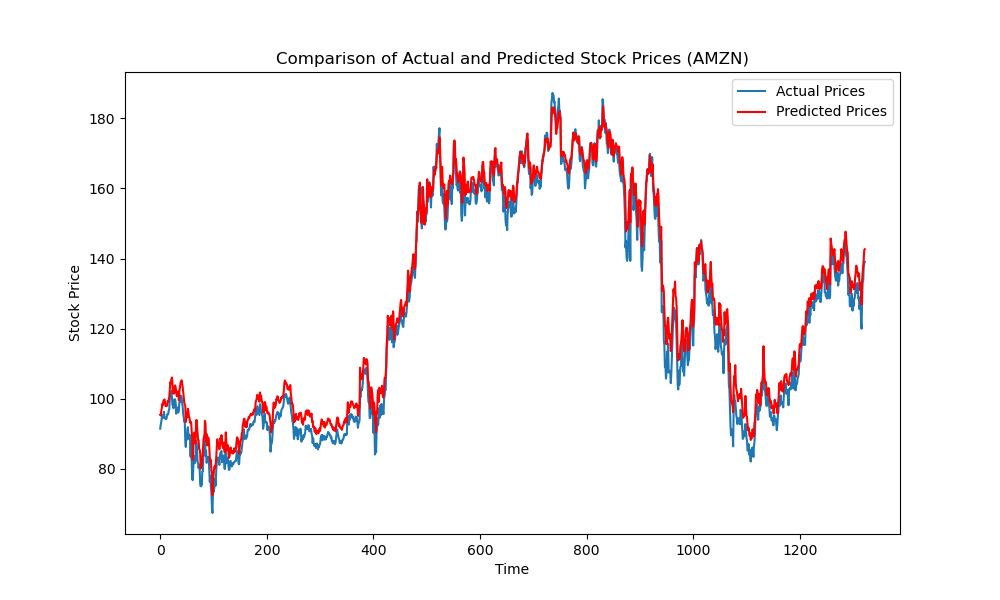 Comparison of Actual and Predicted Stock Prices (AMZN)
Actual Prices
Predicted Prices
180
160
140
120
100
80
Stock Price
0 200 400 600 800 1000 1200
Time